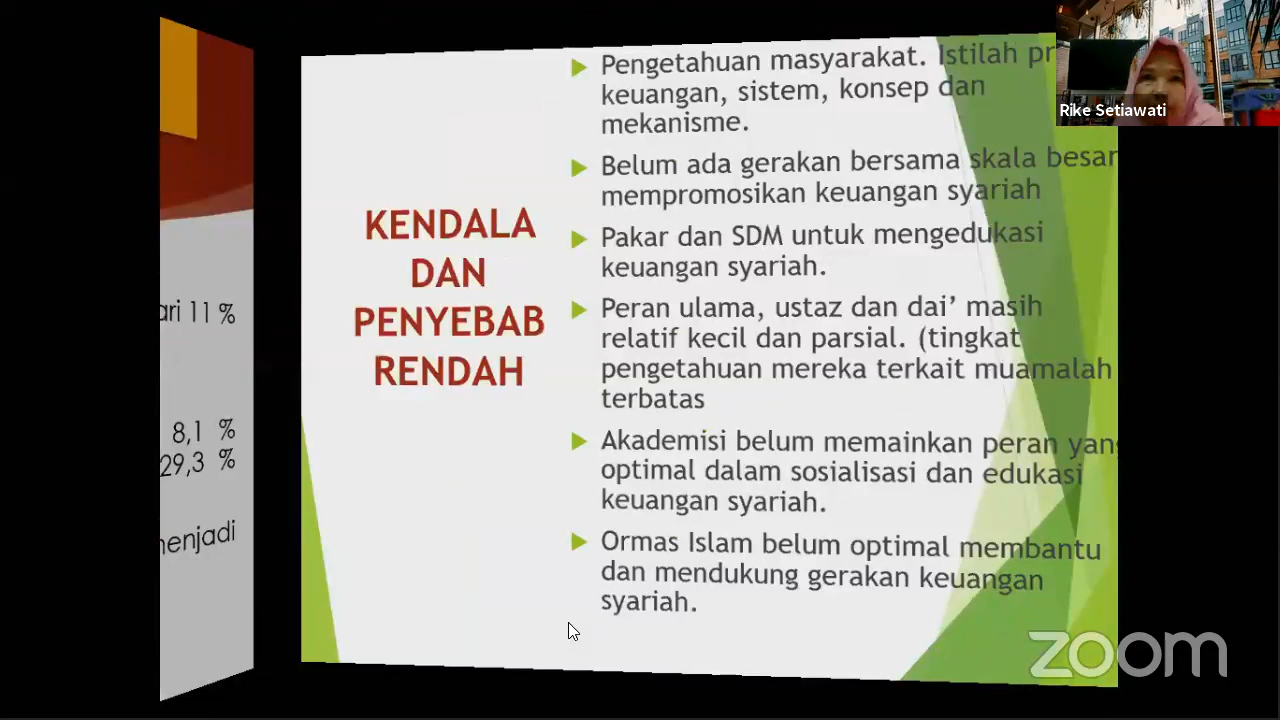 11 %
8,1 %
29,3 %
KENDALA
DAN
PENYEBAB
RENDAH
Pengetahuan masyarakat. Istilah
keuangan, sistem, konsep dan
mekanisme.
Belum ada gerakan bersama skala besar
mempromosikan keuangan syariah
Pakar dan SDM untuk mengedukasi
keuangan syariah.
Peran ulama, ustaz dan dai’ masih
relatif kecil dan parsial. (tingkat
pengetahuan mereka terkait muamalah
terbatas
Akademisi belum memainkan peran yang
optimal dalam sosialisasi dan edukasi
keuangan syariah.
Ormas Islam belum optimal membantu
dan mendukung gerakan keuangan
syariah.
Rike Setiawati
zoom